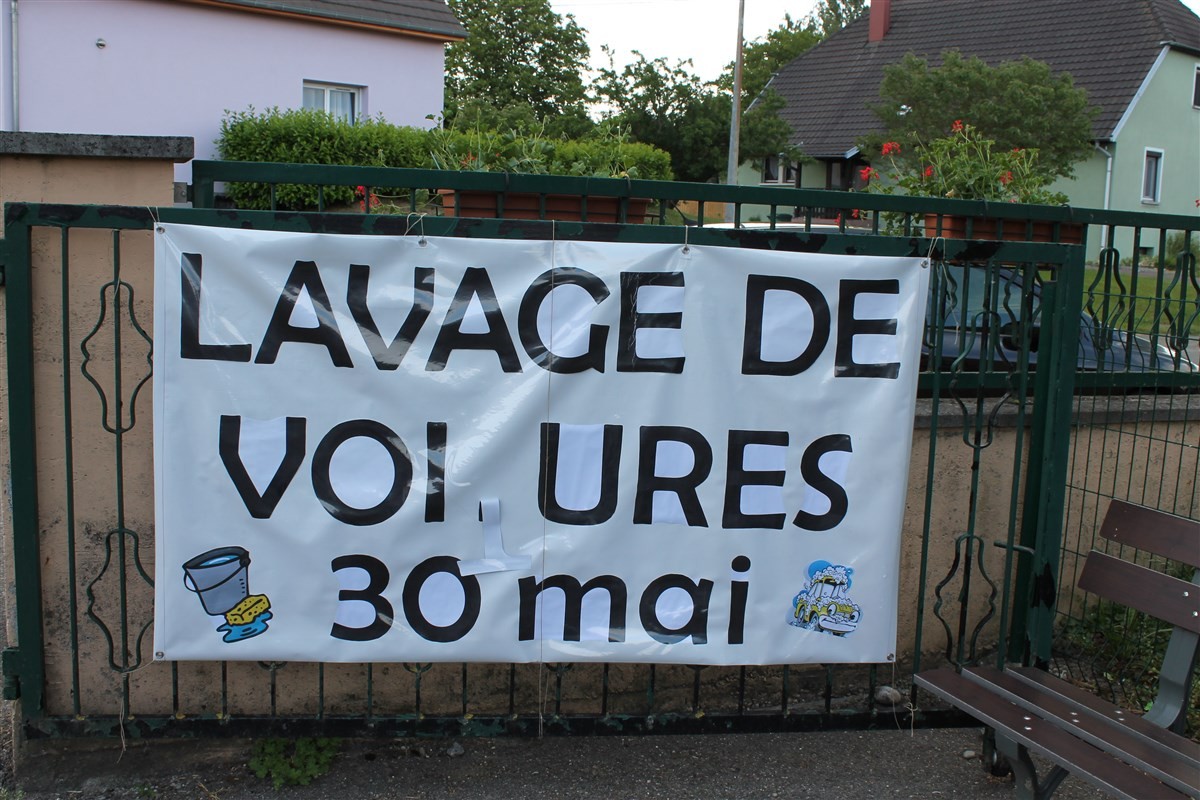 LAVAGE DE
VOI URES
30 mai